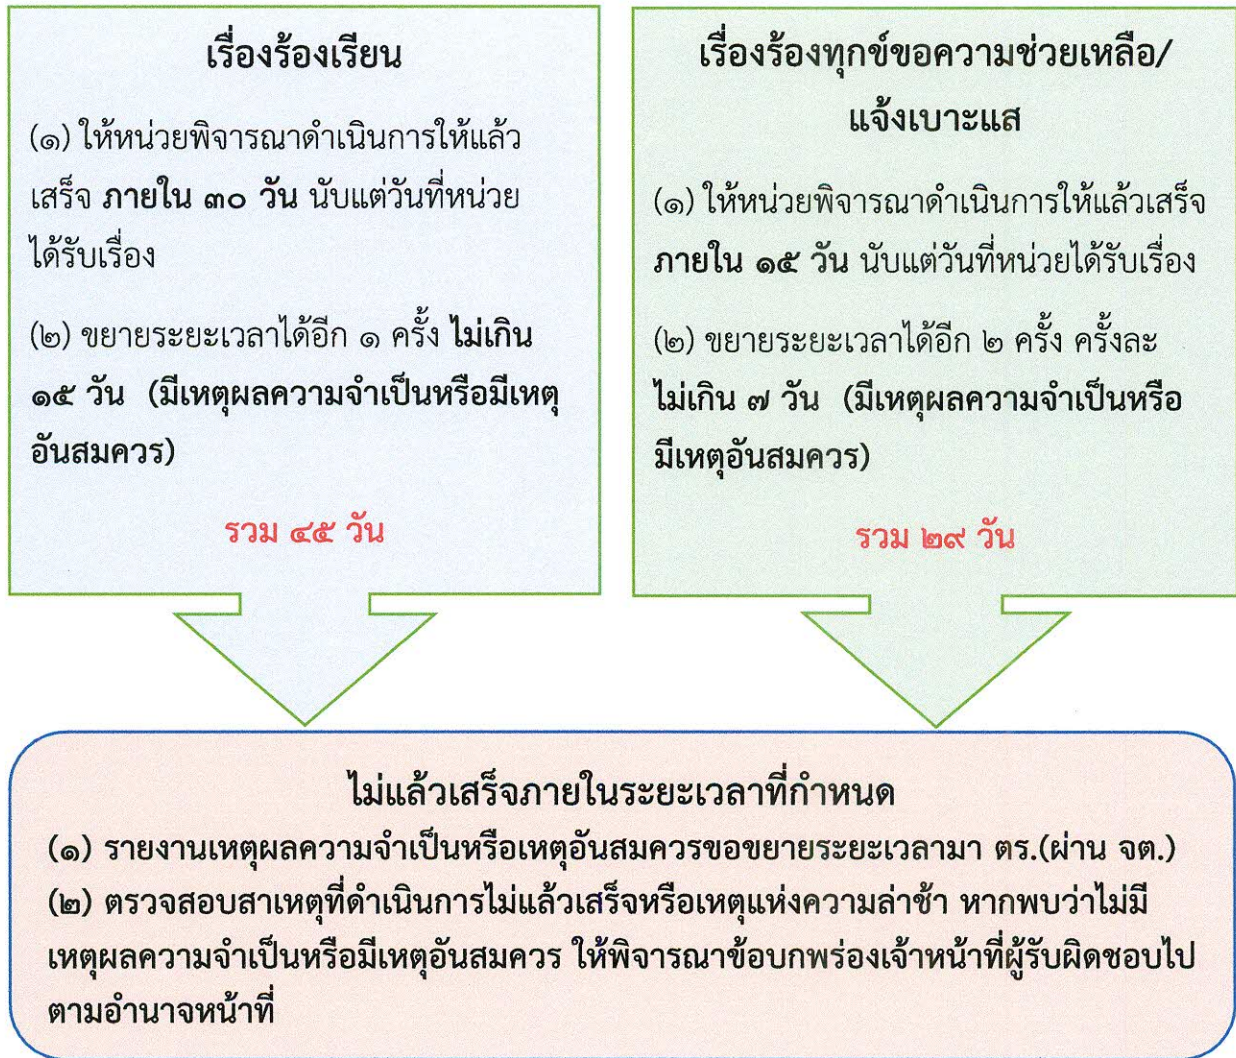 เรื่องร้องเรียน
(๑) ให้หน่วยพิจารณาดำเนินการให้แล้ว
เสร็จ ภายใน ๓๐ วัน นับแต่วันที่หน่วย
ได้รับเรื่อง
(๒) ขยายระยะเวลาได้อีก ๑ ครั้ง ไม่เกิน
๑๕ วัน (มีเหตุผลความจำเป็นหรือมีเหตุ
อันสมควร)
รวม ๔๕ วัน
เรื่องร้องทุกข์ขอความช่วยเหลือ/
แจ้งเบาะแส
(๑) ให้หน่วยพิจารณาดำเนินการให้แล้วเสร็จ
ภายใน ๑๕ วัน นับแต่วันที่หน่วยได้รับเรื่อง
(๒) ขยายระยะเวลาได้อีก ๒ ครั้ง ครั้งละ
ไม่เกิน ๗ วัน (มีเหตุผลความจำเป็นหรือ
มีเหตุอันสมควร)
รวม ๒๙ วัน
ไม่แล้วเสร็จภายในระยะเวลาที่กำหนด
(๑) รายงานเหตุผลความจำเป็นหรือเหตุอันสมควรขอขยายระยะเวลามา ตร.(ผ่าน จต.)
(๒) ตรวจสอบสาเหตุที่ดำเนินการไม่แล้วเสร็จหรือเหตุแห่งความล่าช้า หากพบว่าไม่มี
เหตุผลความจำเป็นหรือมีเหตุอันสมควร ให้พิจารณาข้อบกพร่องเจ้าหน้าที่ผู้รับผิดชอบไป
ตามอำนาจหน้าที่